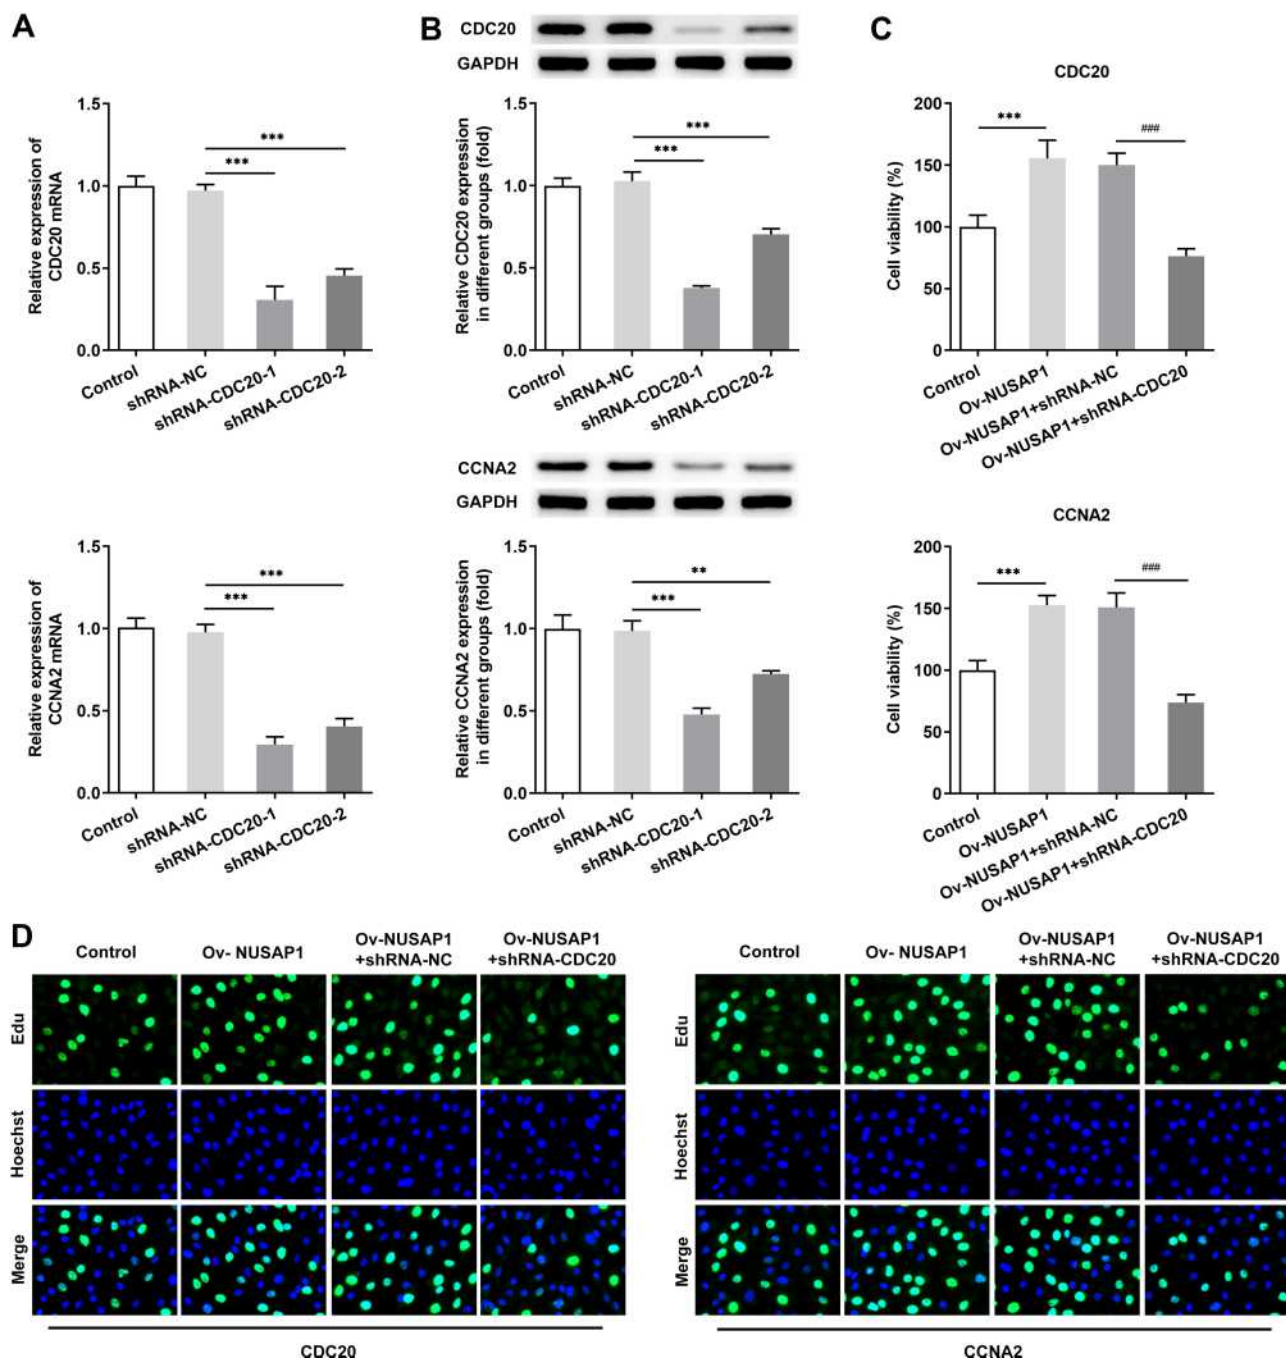 A
Relative expression of
CDC20 mRNA
1.5
1.0
0.5
0.0
***
***
Control
shRNA-NC
shRNA-CDC20-1
shRNA-CDC20-2
B
CDC20
GAPDH
Relative CDC20 expression
in different groups (fold)
1.5
1.0
0.5
0.0
***
***
Control
shRNA-NC
shRNA-CDC20-1
shRNA-CDC20-2
C
CDC20
Cell viability (%)
200
150
100
50
0
***
###
Control
Ov-NUSAP1
Ov-NUSAP1+shRNA-NC
Ov-NUSAP1+shRNA-CDC20
Relative expression of
CCNA2 mRNA
1.5
1.0
0.5
0.0
***
***
Control
shRNA-NC
shRNA-CDC20-1
shRNA-CDC20-2
CCNA2
GAPDH
Relative CCNA2 expression
in different groups (fold)
1.5
1.0
0.5
0.0
**
***
Control
shRNA-NC
shRNA-CDC20-1
shRNA-CDC20-2
CCNA2
Cell viability (%)
200
150
100
50
0
***
###
Control
Ov-NUSAP1
Ov-NUSAP1+shRNA-NC
Ov-NUSAP1+shRNA-CDC20
D
Control
Ov- NUSAP1
Ov-NUSAP1
+shRNA-NC
Ov-NUSAP1
+shRNA-CDC20
Edu
Hoechst
Merge
CDC20
Control
Ov- NUSAP1
Ov-NUSAP1
+shRNA-NC
Ov-NUSAP1
+shRNA-CDC20
Edu
Hoechst
Merge
CCNA2